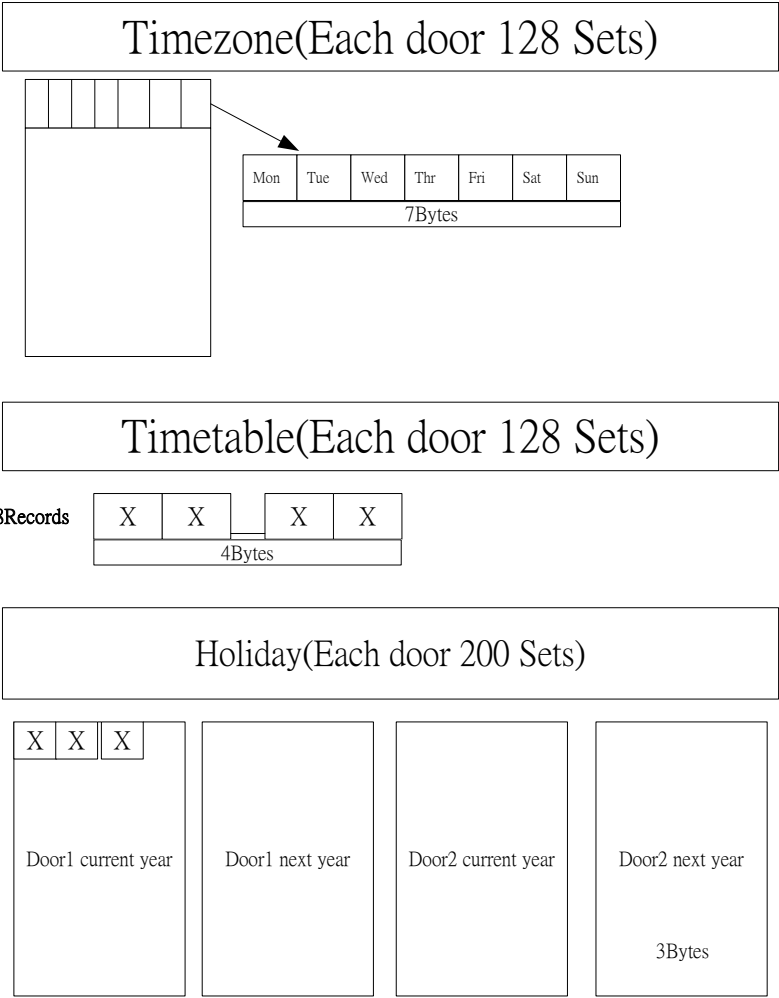 Timezone(Each door 128 Sets)
Mon Tue Wed Thr Fri Sat Sun
7Bytes
Timetable(Each door 128 Sets)
8Records X X X X
4Bytes
Holiday(Each door 200 Sets)
X X X
Door1 current year Door1 next year Door2 current year Door2 next year
3Bytes